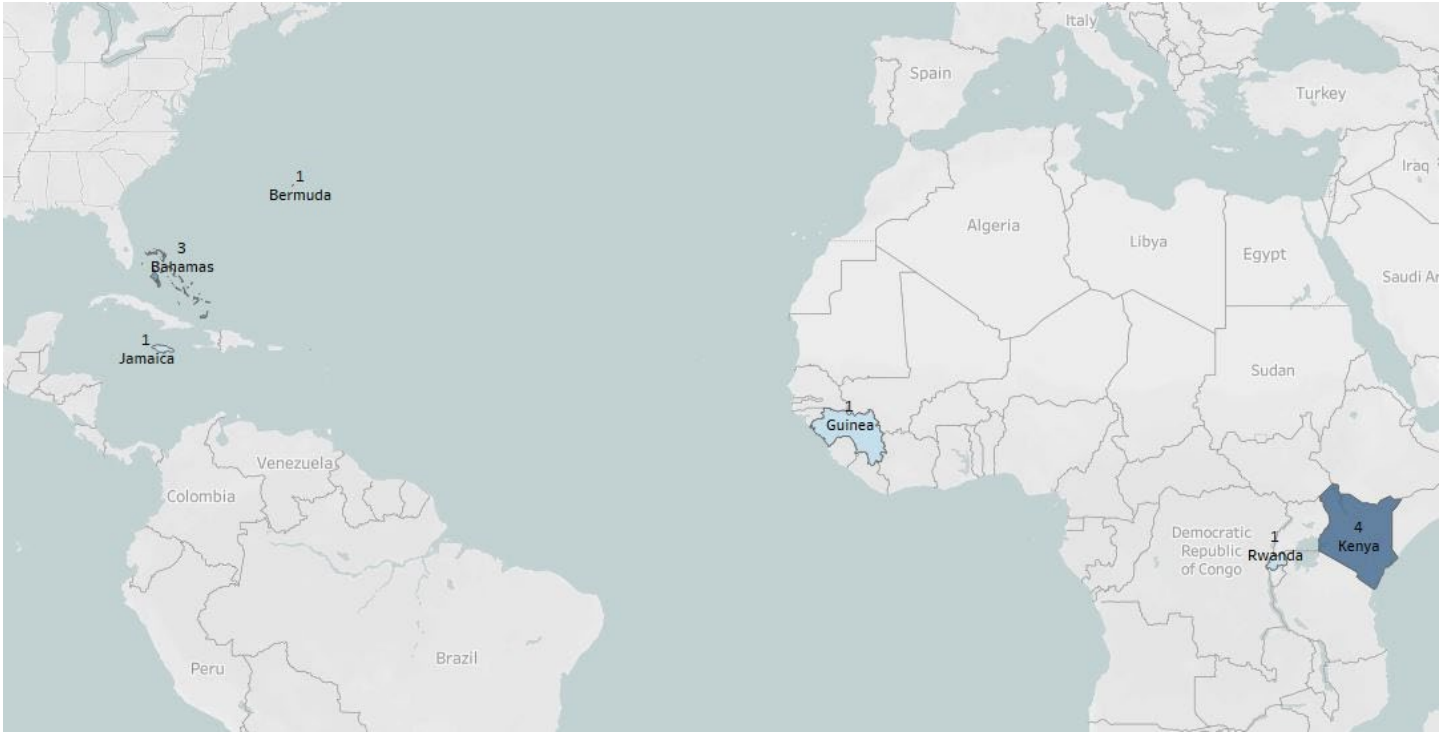 Italy
Spain
Turkey
Iraq
1
Bermuda
Algeria
Libya
Egypt
3
Bahamas
Saudi Ar
1
Jamaica
Sudan
1
Guinea
Venezuela
Colombia
Democratic
Republic
of Congo
1
Rwanda
4
Kenya
Brazil
Peru